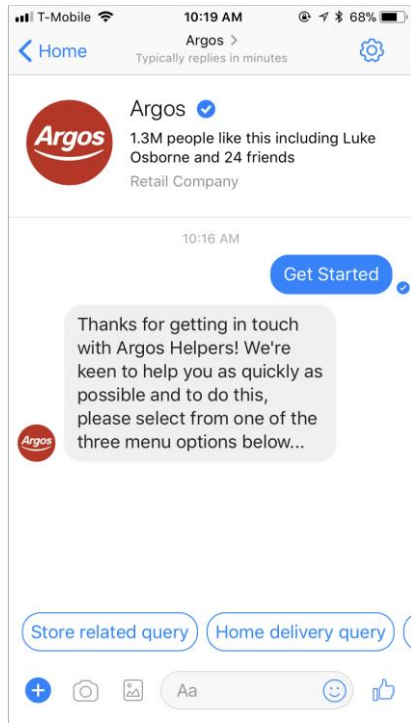 T-Mobile 10:19 AM 68%
Home Argos >
Typically replies in minutes
Argos
Argos
1.3M people like this including Luke
Osborne and 24 friends
Retail Company
10:16 AM
Get Started
Thanks for getting in touch
with Argos Helpers! We're
keen to help you as quickly as
possible and to do this,
please select from one of the
three menu options below...
Argos
Store related query Home delivery query
Aa